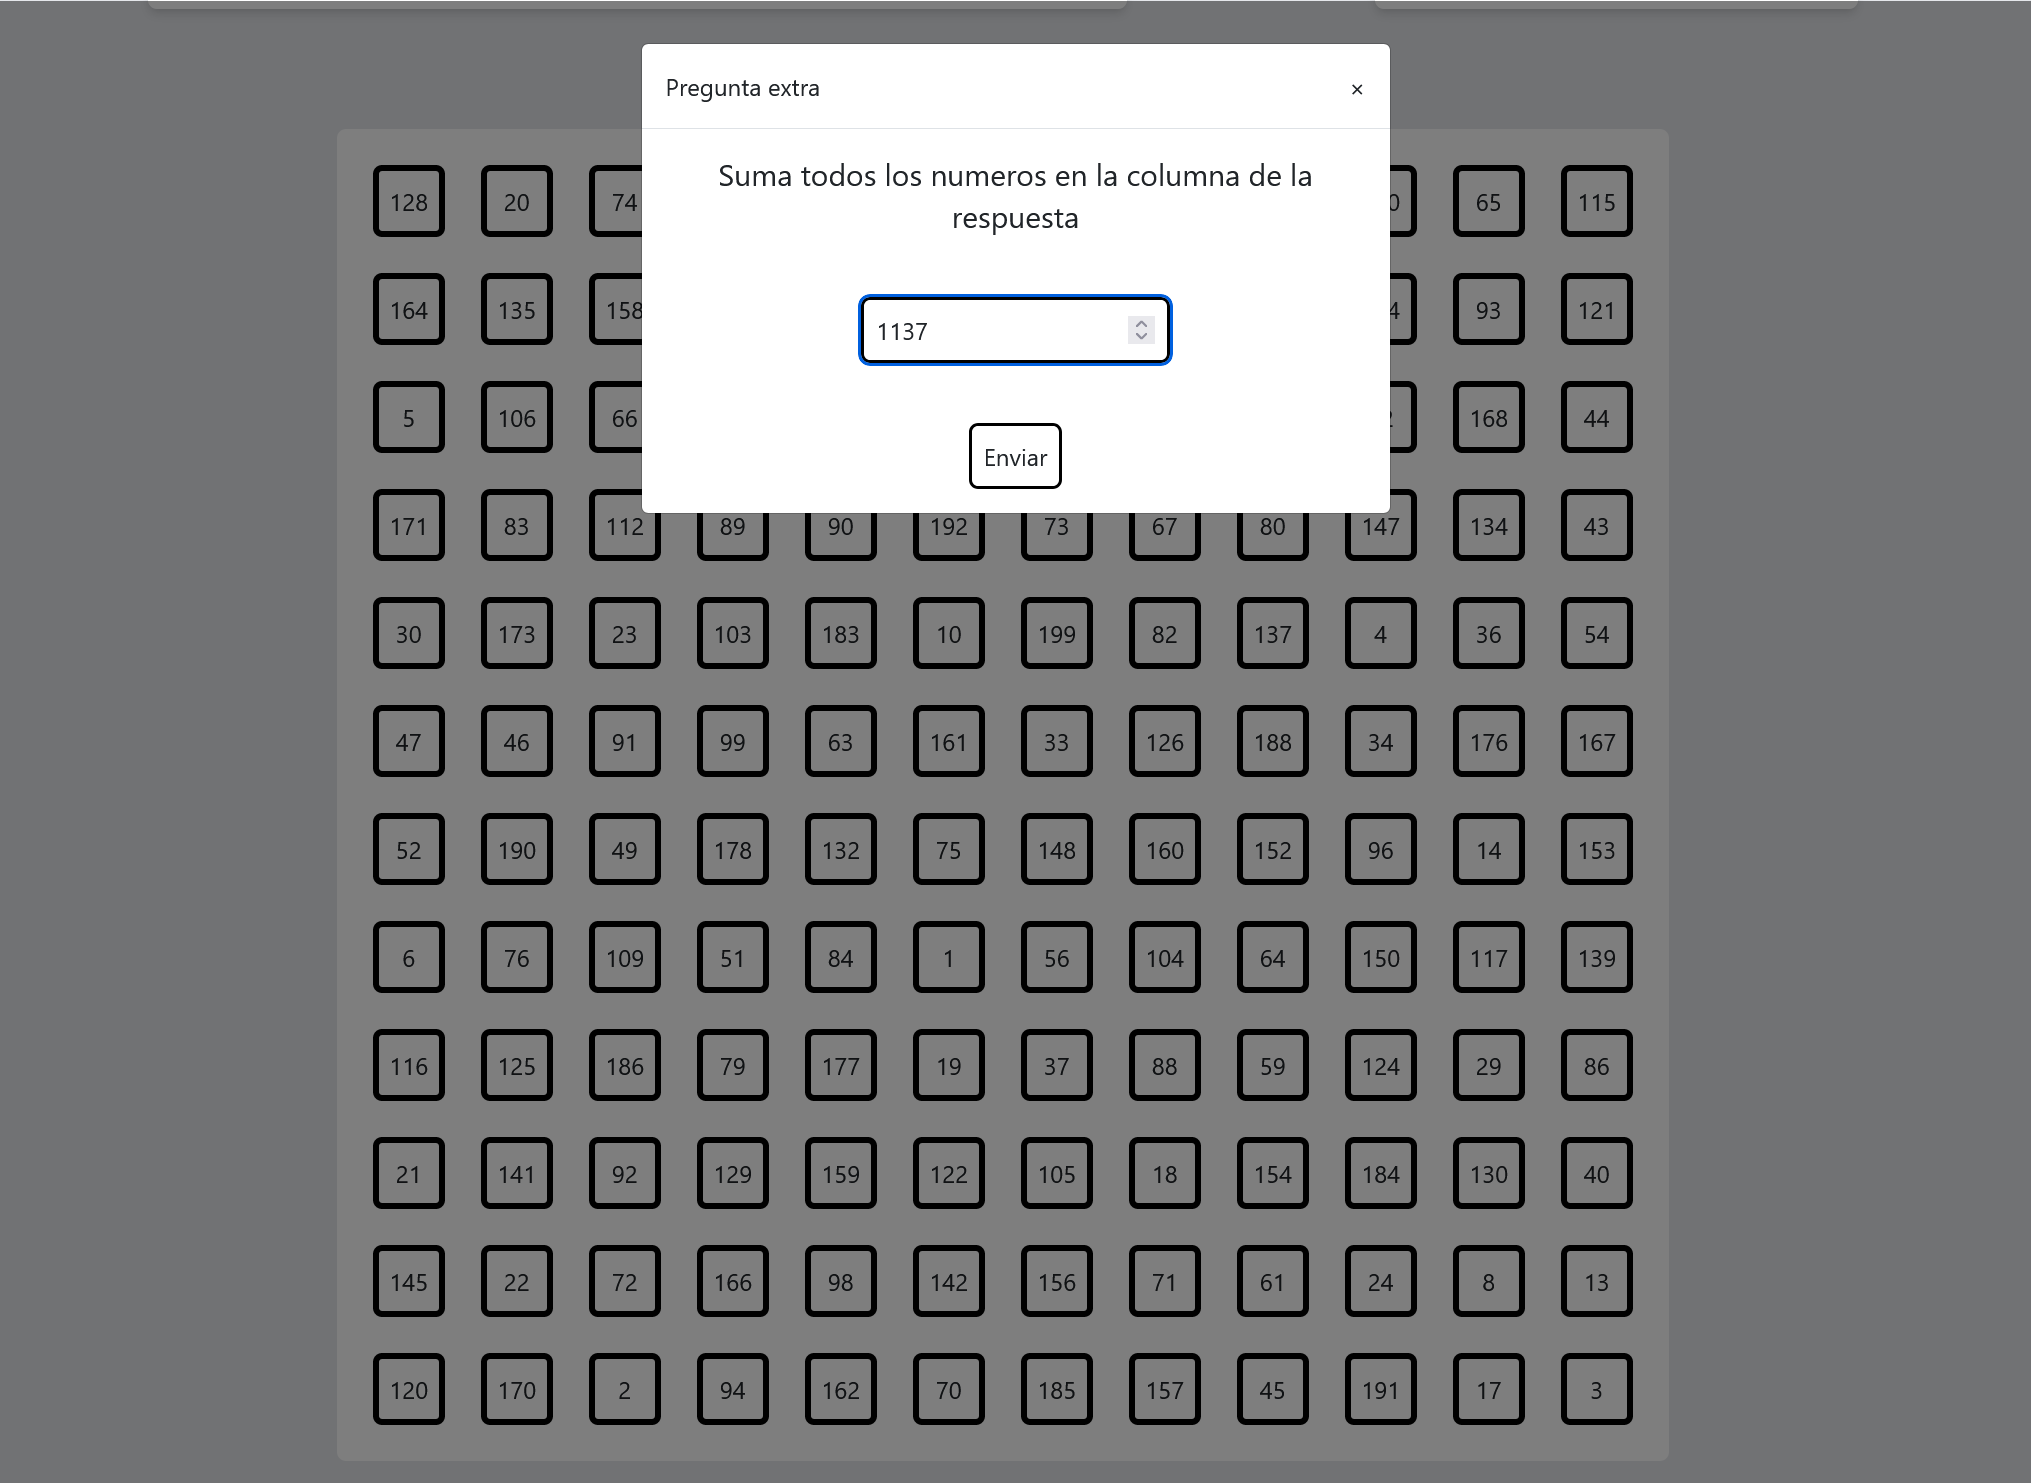 Pregunta extra ×
Suma todos los numeros en la columna de la
respuesta
1137
Enviar
128 20 74 65 115
164 135 158 93 121
5 106 66 168 44
171 83 112 89 90 192 73 67 80 147 134 43
30 173 23 103 183 10 199 82 137 4 36 54
47 46 91 99 63 161 33 126 188 34 176 167
52 190 49 178 132 75 148 160 152 96 14 153
6 76 109 51 84 1 56 104 64 150 117 139
116 125 186 79 177 19 37 88 59 124 29 86
21 141 92 129 159 122 105 18 154 184 130 40
145 22 72 166 98 142 156 71 61 24 8 13
120 170 2 94 162 70 185 157 45 191 17 3